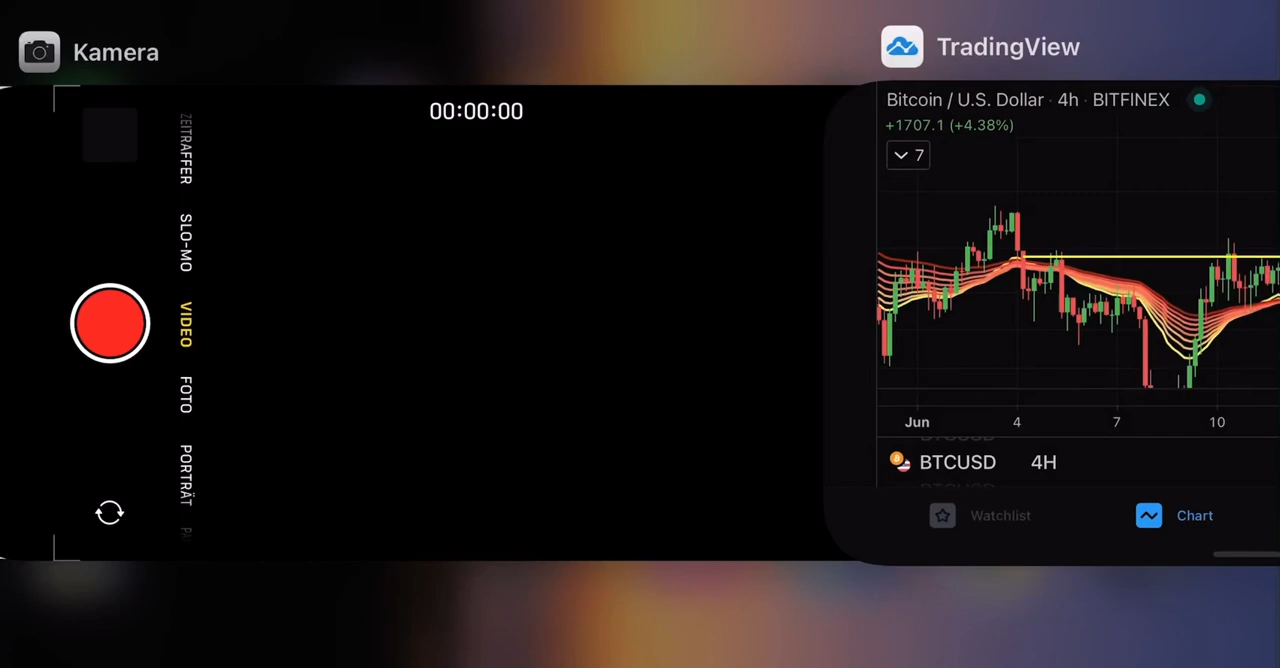 Kamera
00:00:00
ZEITRAFFER
SLO-MO
VIDEO
FOTO
PORTRÄT
TradingView
Bitcoin / U.S. Dollar · 4h · BITFINEX
+1707.1 (+4.38%)
7
Jun 4 7 10
BTCUSD 4H
Watchlist Chart